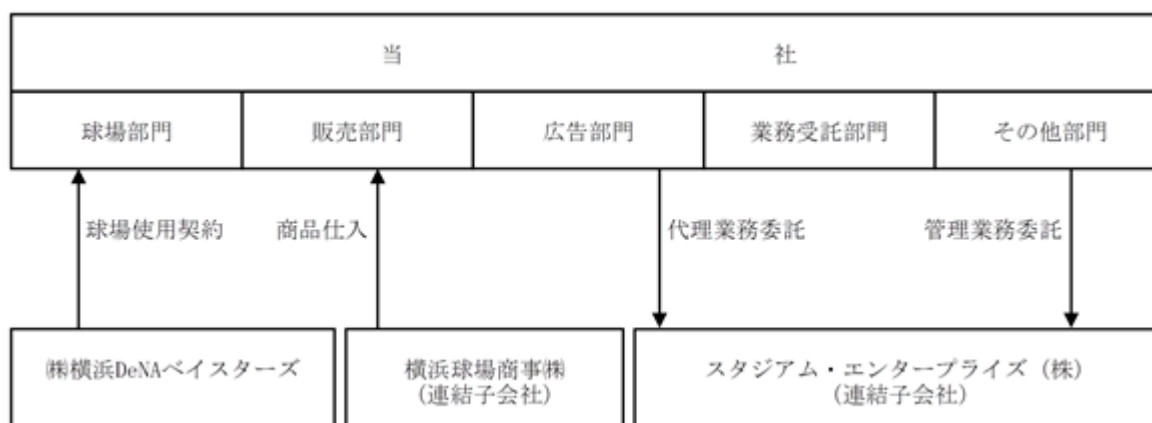 当 社
球場部門 販売部門 広告部門 業務受託部門 その他部門
球場使用契約 商品仕入 代理業務委託 管理業務委託
㈱横浜DeNAベイスターズ
横浜球場商事㈱
(連結子会社)
スタジアム・エンタープライズ（株）
(連結子会社)